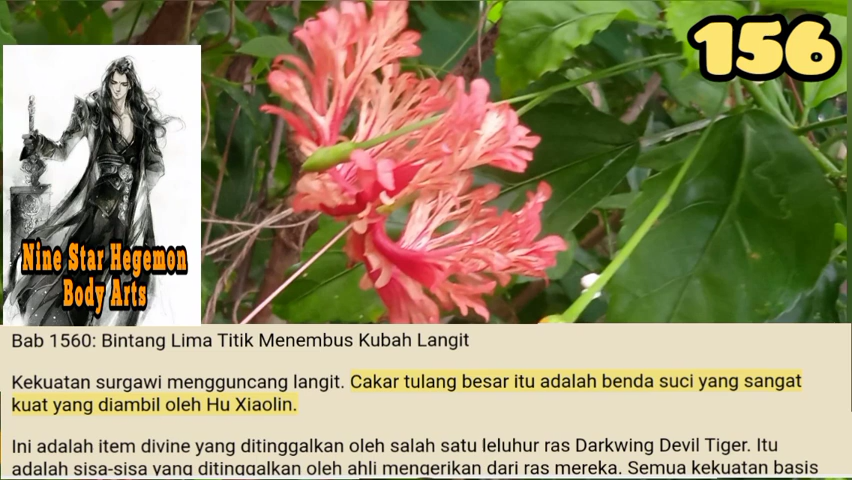 156
Nine Star Hegemon
Body Arts
Bab 1560: Bintang Lima Titik Menembus Kubah Langit
Kekuatan surgawi mengguncang langit. Cakar tulang besar itu adalah benda suci yang sangat
kuat yang diambil oleh Hu Xiaolin.
Ini adalah item divine yang ditinggalkan oleh salah satu leluhur ras Darkwing Devil Tiger. Itu
adalah sisa-sisa yang ditinggalkan oleh ahli mengerikan dari ras mereka. Semua kekuatan basis